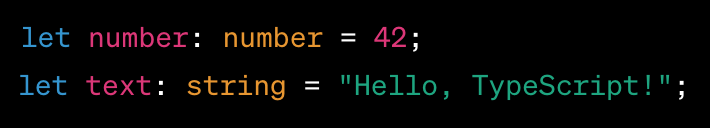 let number: number = 42;
let text: string = "Hello, TypeScript!";